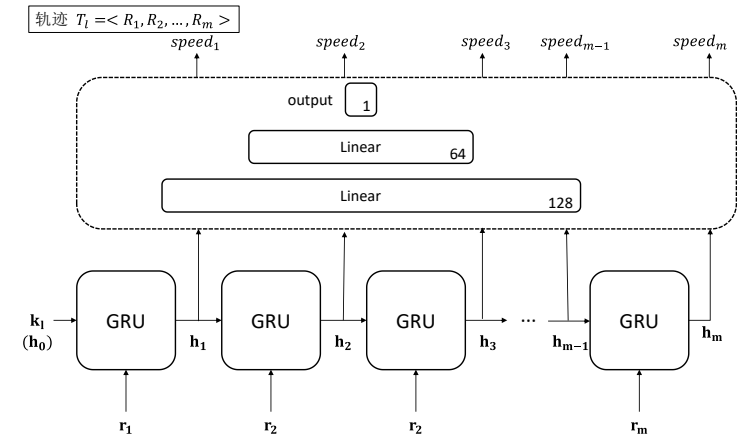 轨迹 T_l =< R_1, R_2, …, R_m >
speed_1 speed_2 speed_3 speed_{m−1} speed_m
output 1
Linear 64
Linear 128
GRU GRU GRU … GRU
k_l
(h_0) h_1 h_2 h_3 h_{m−1} h_m
r_1 r_2 r_2 r_m